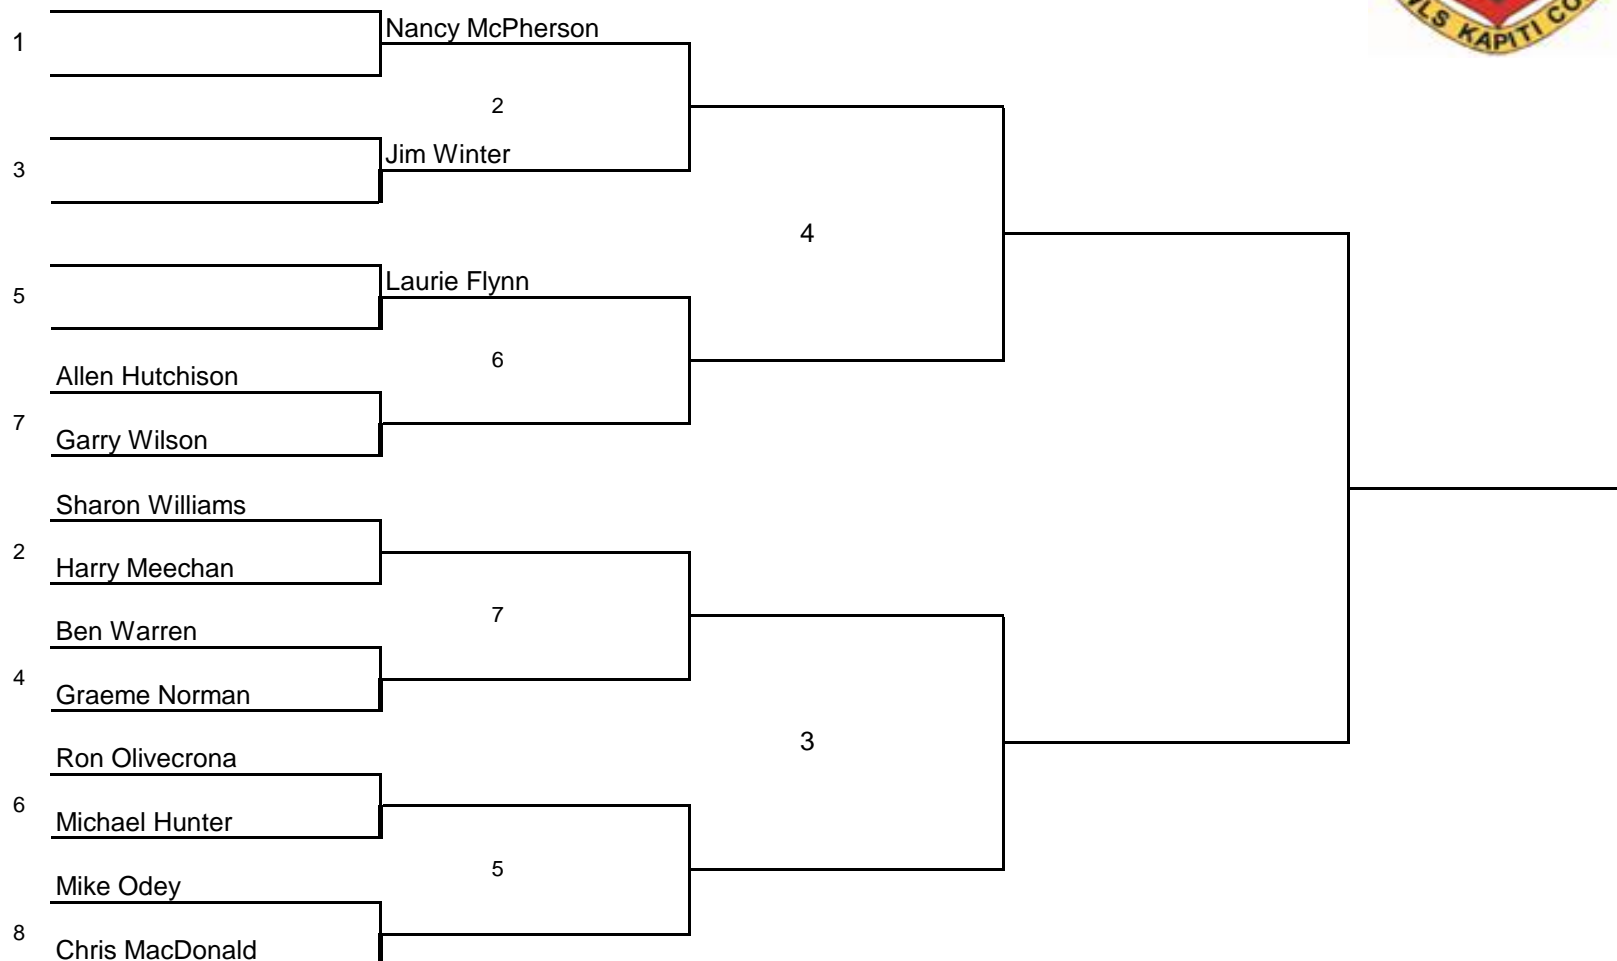 1
Nancy McPherson
2
3
Jim Winter
4
5
Laurie Flynn
6
Allen Hutchison
7
Garry Wilson
Sharon Williams
2
Harry Meechan
7
Ben Warren
4
Graeme Norman
3
Ron Olivecrona
6
Michael Hunter
5
Mike Odey
8
Chris MacDonald
KAPITI